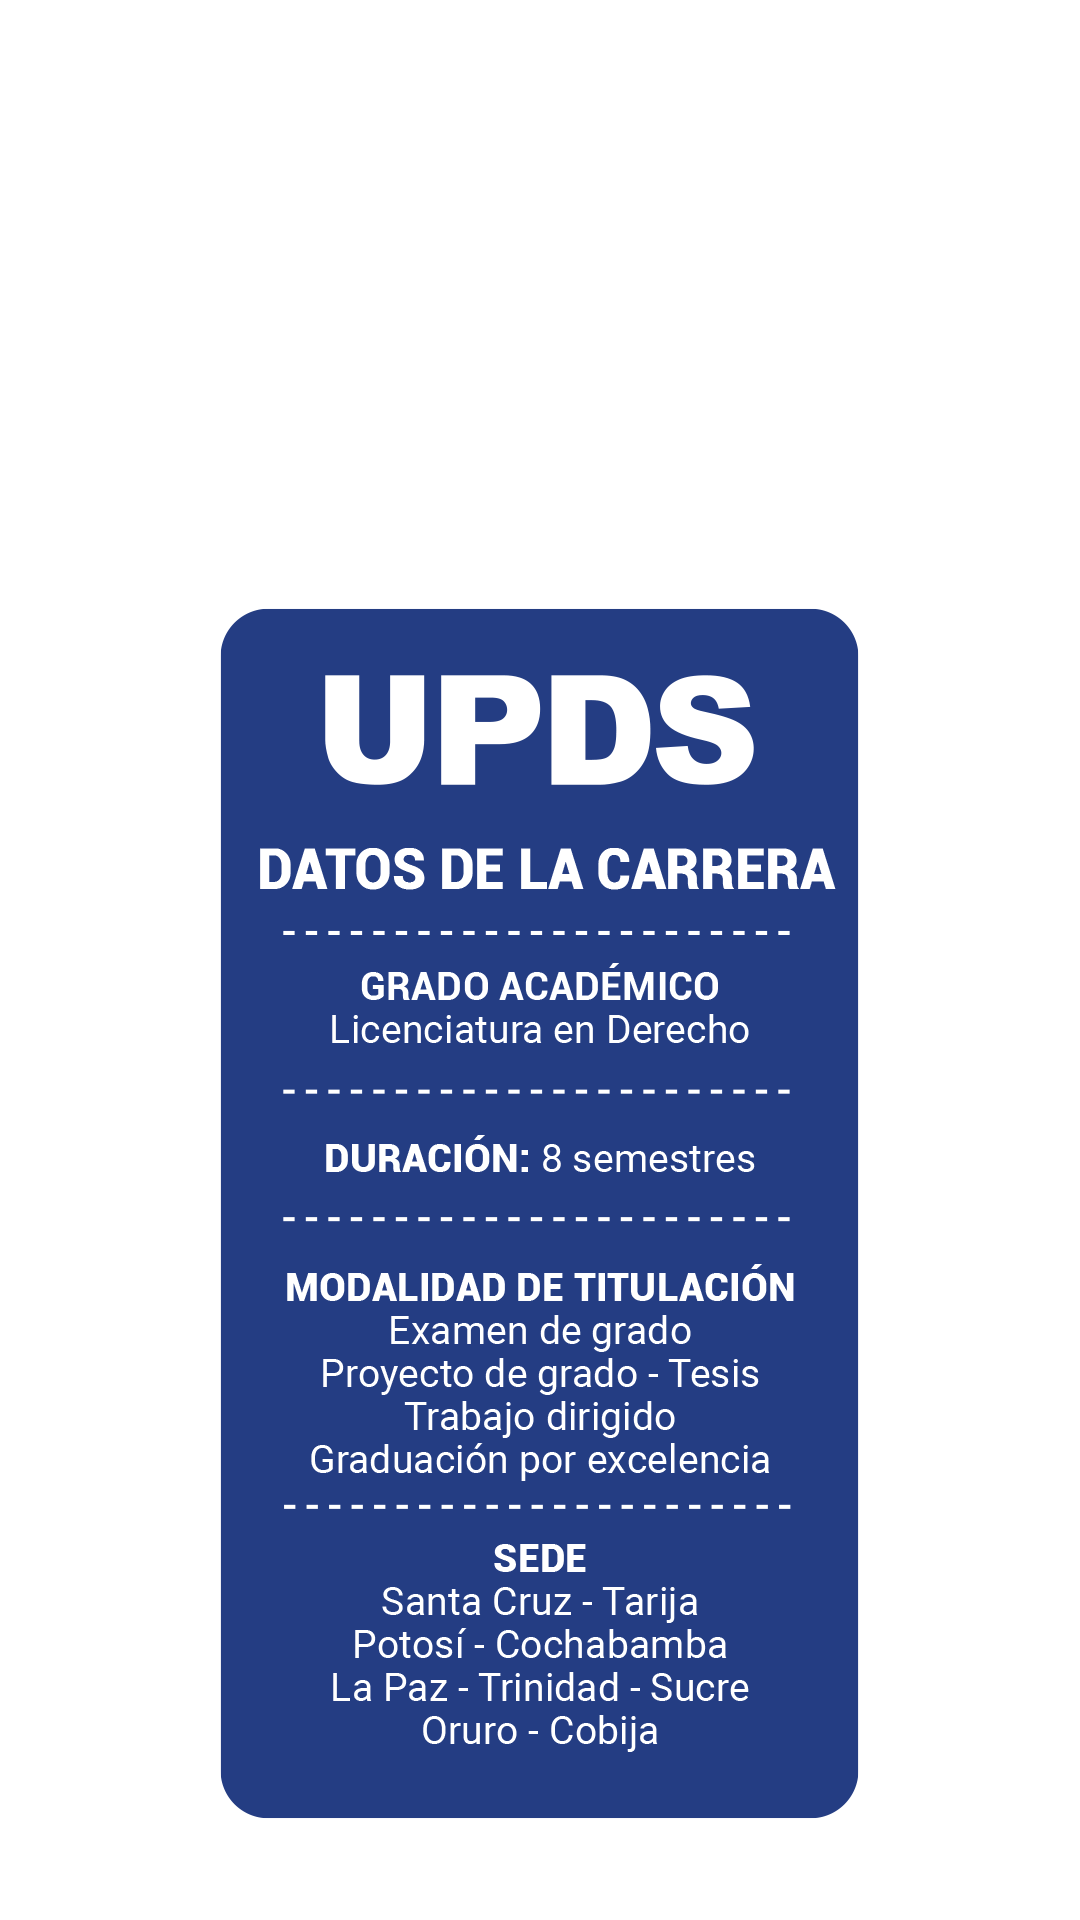 UPDS
DATOS DE LA CARRERA
-----------------------
GRADO ACADÉMICO
Licenciatura en Derecho
-----------------------
DURACIÓN: 8 semestres
-----------------------
MODALIDAD DE TITULACIÓN
Examen de grado
Proyecto de grado - Tesis
Trabajo dirigido
Graduación por excelencia
-----------------------
SEDE
Santa Cruz - Tarija
Potosí - Cochabamba
La Paz - Trinidad - Sucre
Oruro - Cobija